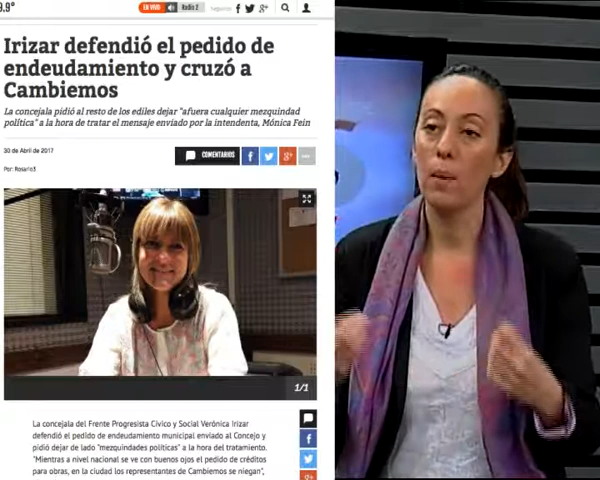 9.9°
EN VIVO Radio 2
Seguinos
Irizar defendió el pedido de
endeudamiento y cruzó a
Cambiemos
La concejala pidió al resto de los ediles dejar "afuera cualquier mezquindad
política" a la hora de tratar el mensaje enviado por la intendenta, Mónica Fein
30 de Abril de 2017
COMENTARIOS
Por: Rosario3
1/1
La concejala del Frente Progresista Cívico y Social Verónica Irizar
defendió el pedido de endeudamiento municipal enviado al Concejo y
pidió dejar de lado "mezquindades políticas" a la hora del tratamiento.
"Mientras a nivel nacional se ve con buenos ojos el pedido de créditos
para obras, en la ciudad los representantes de Cambiemos se niegan",